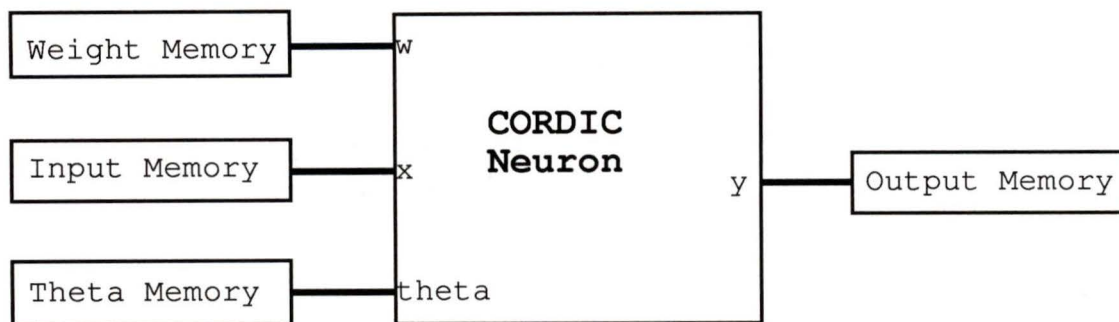 Weight Memory
w
CORDIC
Neuron
Input Memory
x
y
Output Memory
Theta Memory
theta